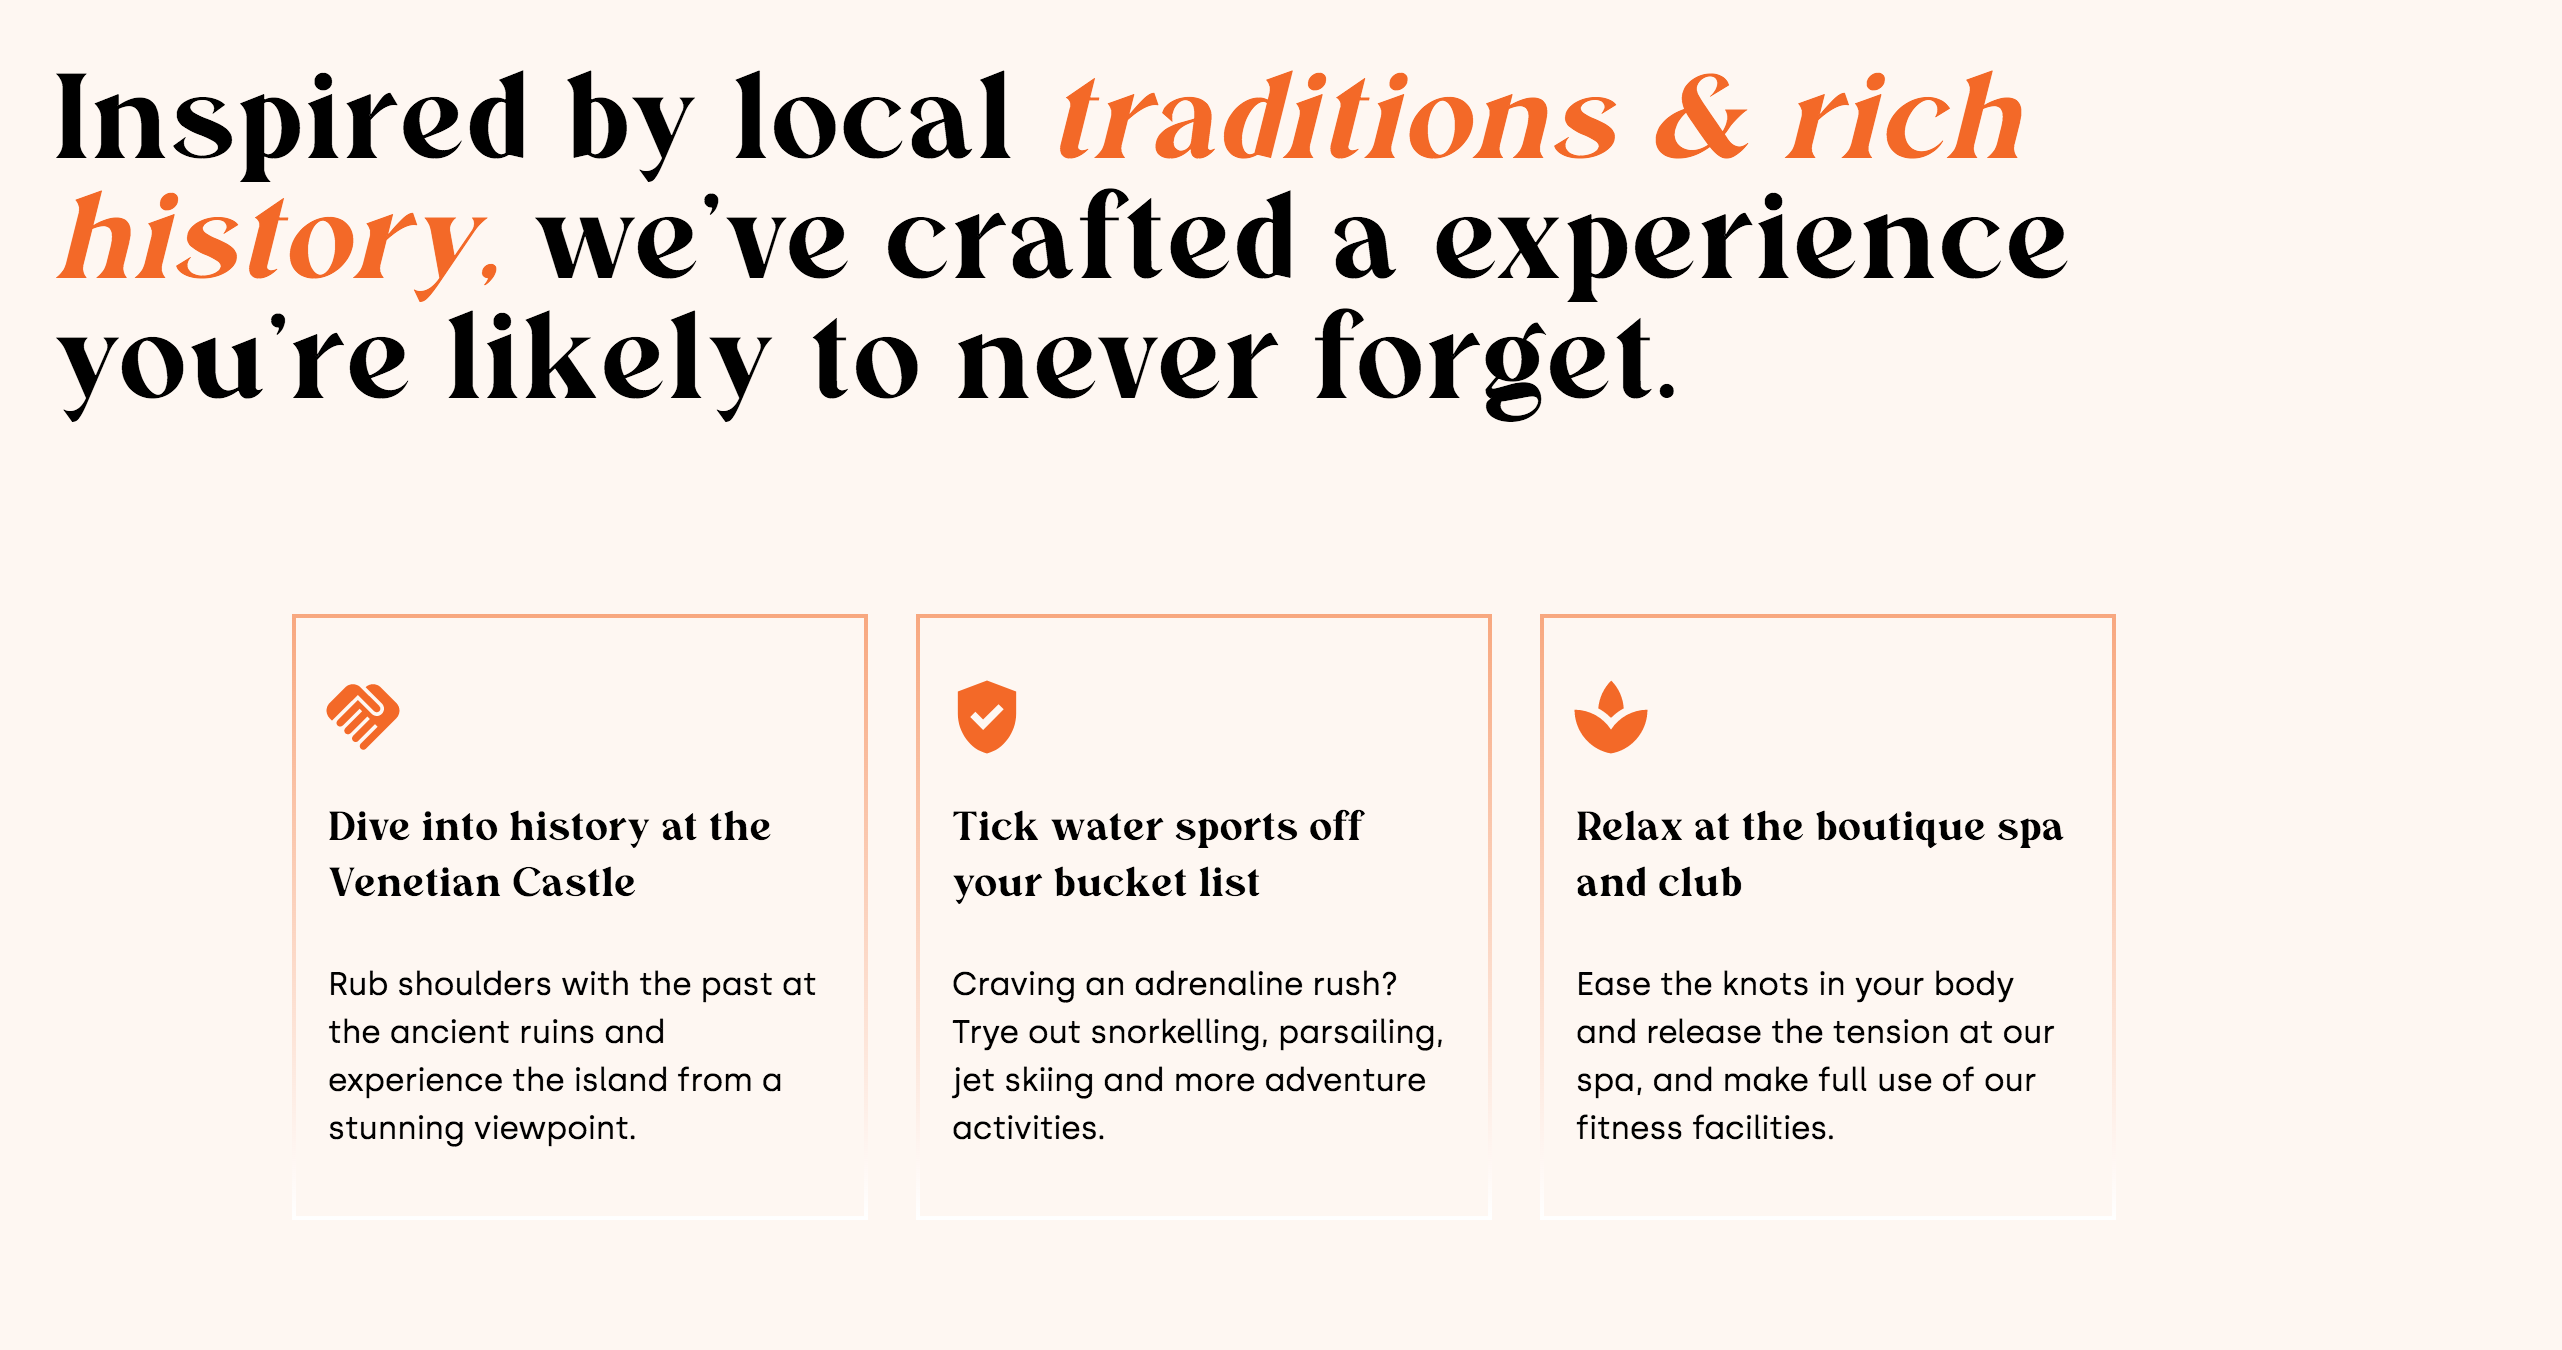 Inspired by local traditions & rich
history, we’ve crafted a experience
you’re likely to never forget.
Dive into history at the
Venetian Castle
Rub shoulders with the past at
the ancient ruins and
experience the island from a
stunning viewpoint.
Tick water sports off
your bucket list
Craving an adrenaline rush?
Trye out snorkelling, parsailing,
jet skiing and more adventure
activities.
Relax at the boutique spa
and club
Ease the knots in your body
and release the tension at our
spa, and make full use of our
fitness facilities.